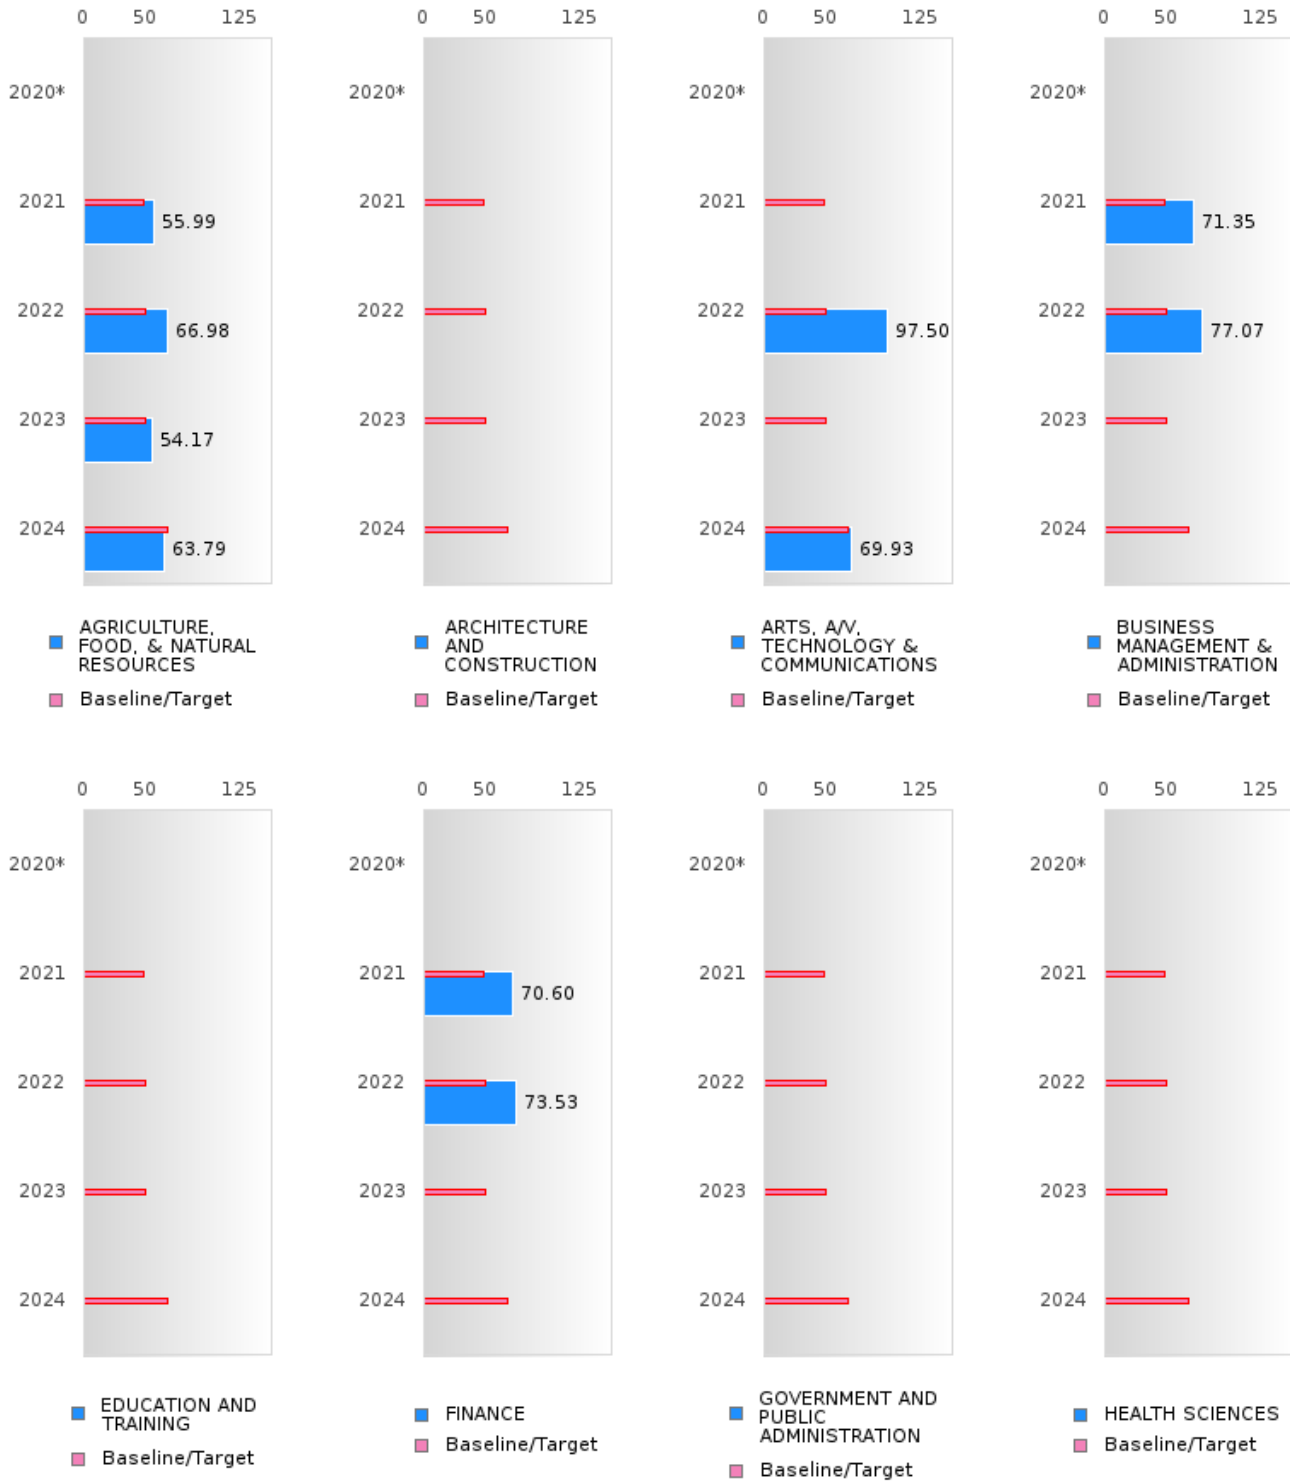 0 50 125
2020*
2021 55.99
2022 66.98
2023 54.17
2024 63.79
AGRICULTURE,
FOOD, & NATURAL
RESOURCES
Baseline/Target
0 50 125
2020*
2021
2022
2023
2024
ARCHITECTURE
AND
CONSTRUCTION
Baseline/Target
0 50 125
2020*
2021
2022 97.50
2023
2024 69.93
ARTS, A/V,
TECHNOLOGY &
COMMUNICATIONS
Baseline/Target
0 50 125
2020*
2021 71.35
2022 77.07
2023
2024
BUSINESS
MANAGEMENT &
ADMINISTRATION
Baseline/Target
0 50 125
2020*
2021
2022
2023
2024
EDUCATION AND
TRAINING
Baseline/Target
0 50 125
2020*
2021 70.60
2022 73.53
2023
2024
FINANCE
Baseline/Target
0 50 125
2020*
2021
2022
2023
2024
GOVERNMENT AND
PUBLIC
ADMINISTRATION
Baseline/Target
0 50 125
2020*
2021
2022
2023
2024
HEALTH SCIENCES
Baseline/Target